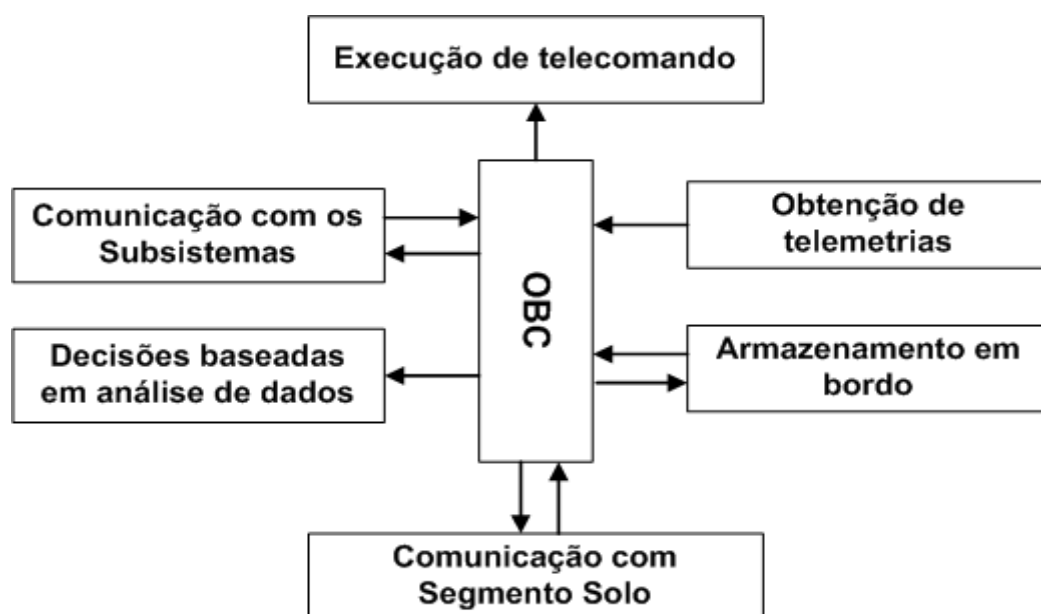 Execução de telecomando
Comunicação com os
Subsistemas
Obtenção de
telemetrias
OBC
Decisões baseadas
em análise de dados
Armazenamento em
bordo
Comunicação com
Segmento Solo